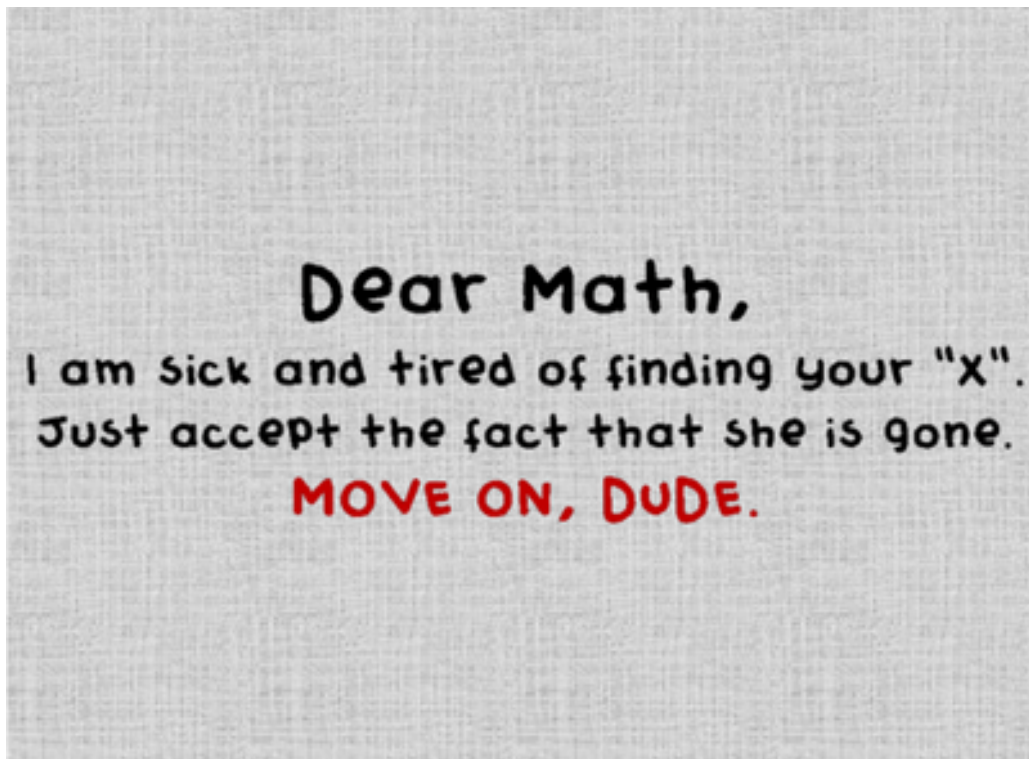 Dear Math,
I am sick and tired of finding your "X".
Just accept the fact that she is gone.
MOVE ON, DUDE.